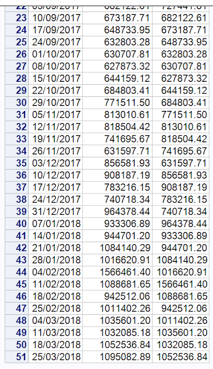 23 10/09/2017 673187.71 682122.61
24 17/09/2017 648733.95 673187.71
25 24/09/2017 632803.28 648733.95
26 01/10/2017 630707.81 632803.28
27 08/10/2017 627873.32 630707.81
28 15/10/2017 644159.12 627873.32
29 22/10/2017 684803.41 644159.12
30 29/10/2017 771511.50 684803.41
31 05/11/2017 813010.61 771511.50
32 12/11/2017 818504.42 813010.61
33 19/11/2017 741695.67 818504.42
34 26/11/2017 631597.71 741695.67
35 03/12/2017 856581.93 631597.71
36 10/12/2017 908187.19 856581.93
37 17/12/2017 783216.15 908187.19
38 24/12/2017 740718.34 783216.15
39 31/12/2017 964378.44 740718.34
40 07/01/2018 933306.89 964378.44
41 14/01/2018 944701.20 933306.89
42 21/01/2018 1084140.29 944701.20
43 28/01/2018 1016620.91 1084140.29
44 04/02/2018 1566461.40 1016620.91
45 11/02/2018 1088681.65 1566461.40
46 18/02/2018 942512.06 1088681.65
47 25/02/2018 1011402.26 942512.06
48 04/03/2018 1035601.20 1011402.26
49 11/03/2018 1032085.18 1035601.20
50 18/03/2018 1052536.84 1032085.18
51 25/03/2018 1095082.89 1052536.84